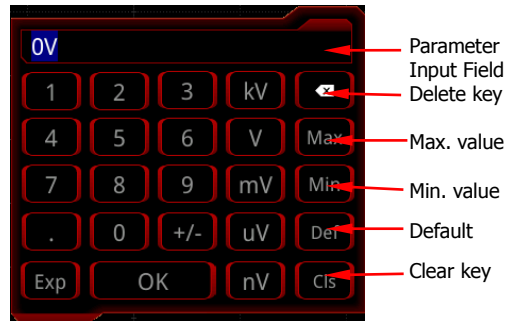 0V
Parameter
Input Field
1 2 3 kV
Delete key
4 5 6 V Max
Max. value
7 8 9 mV Min
Min. value
. 0 +/- uV Def
Default
Exp OK nV Cls
Clear key